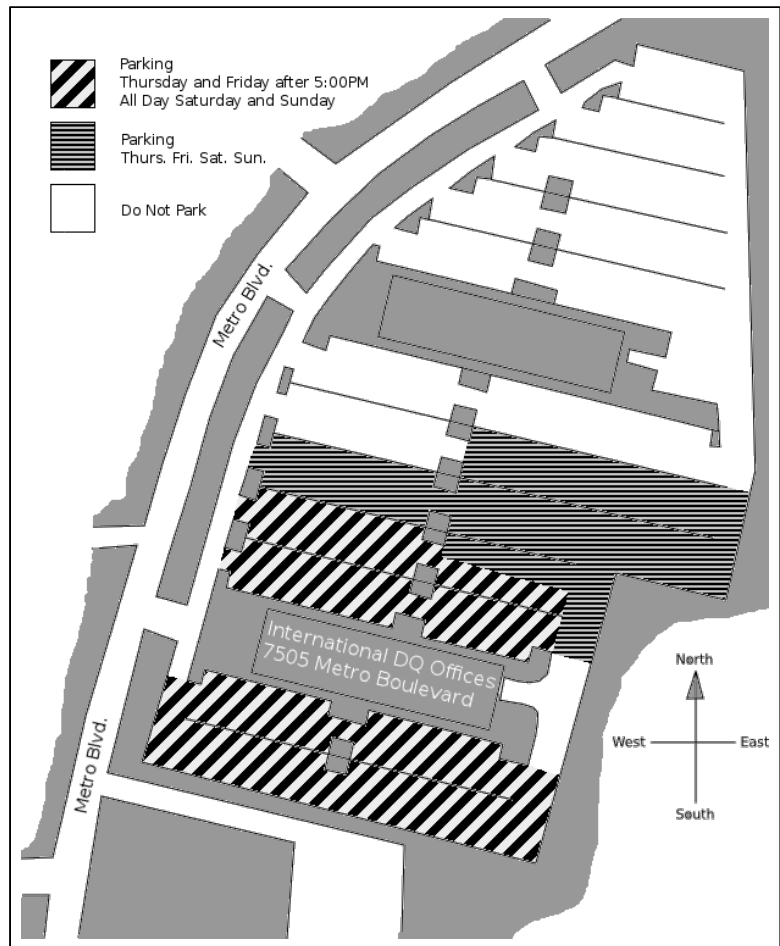 Parking
Thursday and Friday after 5:00PM
All Day Saturday and Sunday
Parking
Thurs. Fri. Sat. Sun.
Do Not Park
Metro Blvd.
International DQ Offices
7505 Metro Boulevard
North
West
East
South
Metro Blvd.